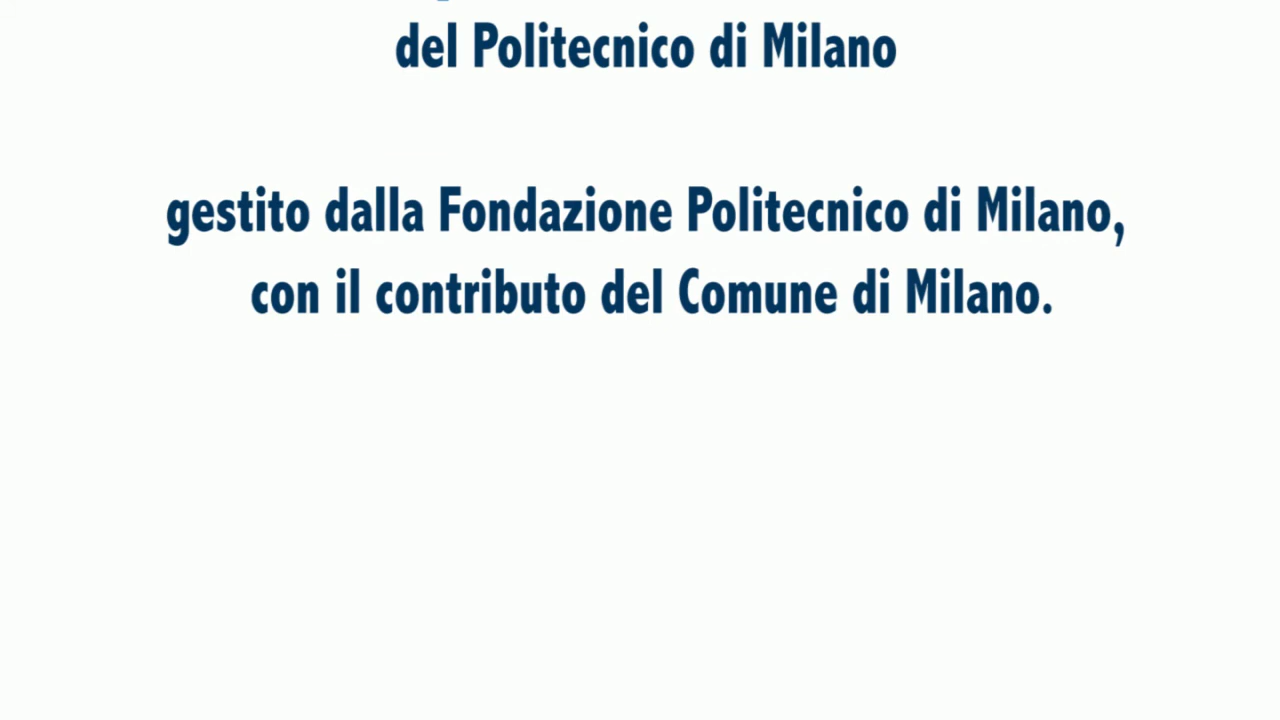 del Politecnico di Milano
gestito dalla Fondazione Politecnico di Milano,
con il contributo del Comune di Milano.